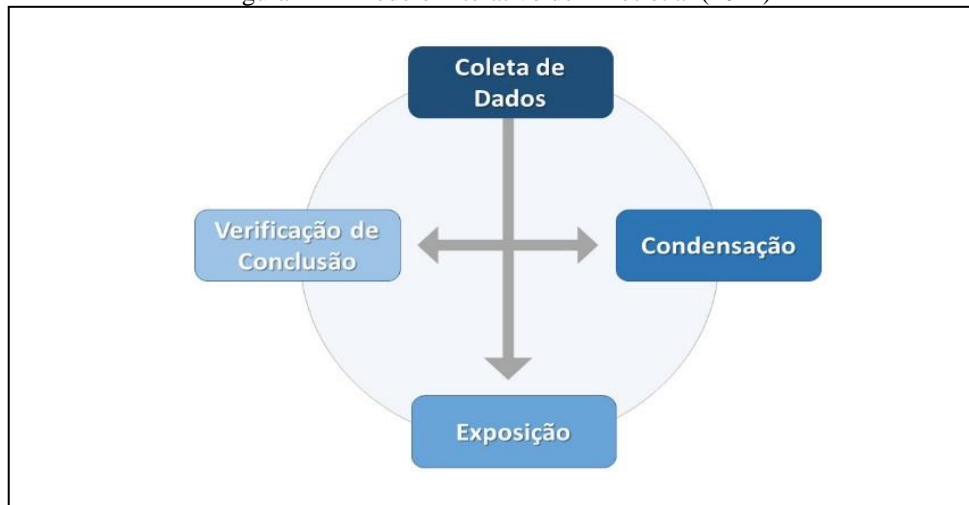 Coleta de
Dados
Verificação de
Conclusão
Condensação
Exposição